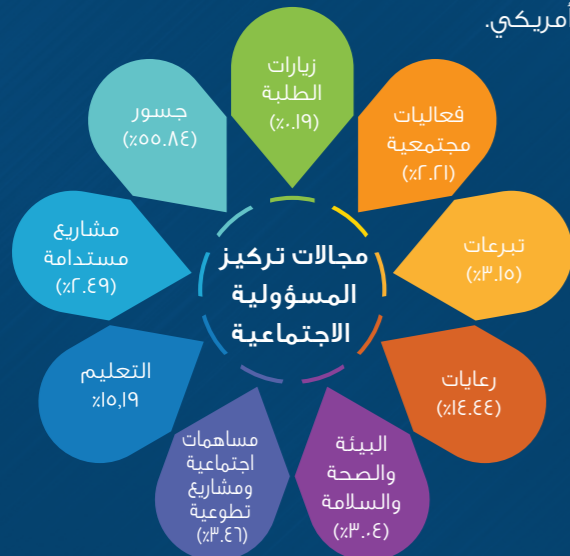 أمريكي.
زيارات
الطلبة
(٪٠.١٩)
فعاليات
مجتمعية
(٪٢.٢١)
تبرعات
(٪٣.١٥)
رعايات
(٪١٤.٤٤)
البيئة
والصحة
والسلامة
(٪٣.٠٤)
مساهمات
اجتماعية
ومشاريع
تطوعية
(٪٣.٤٦)
التعليم
٪١٥,١٩
مشاريع
مستدامة
(٪٢.٤٩)
جسور
(٪٥٥.٨٤)
مجالات تركيز
المسؤولية
الاجتماعية